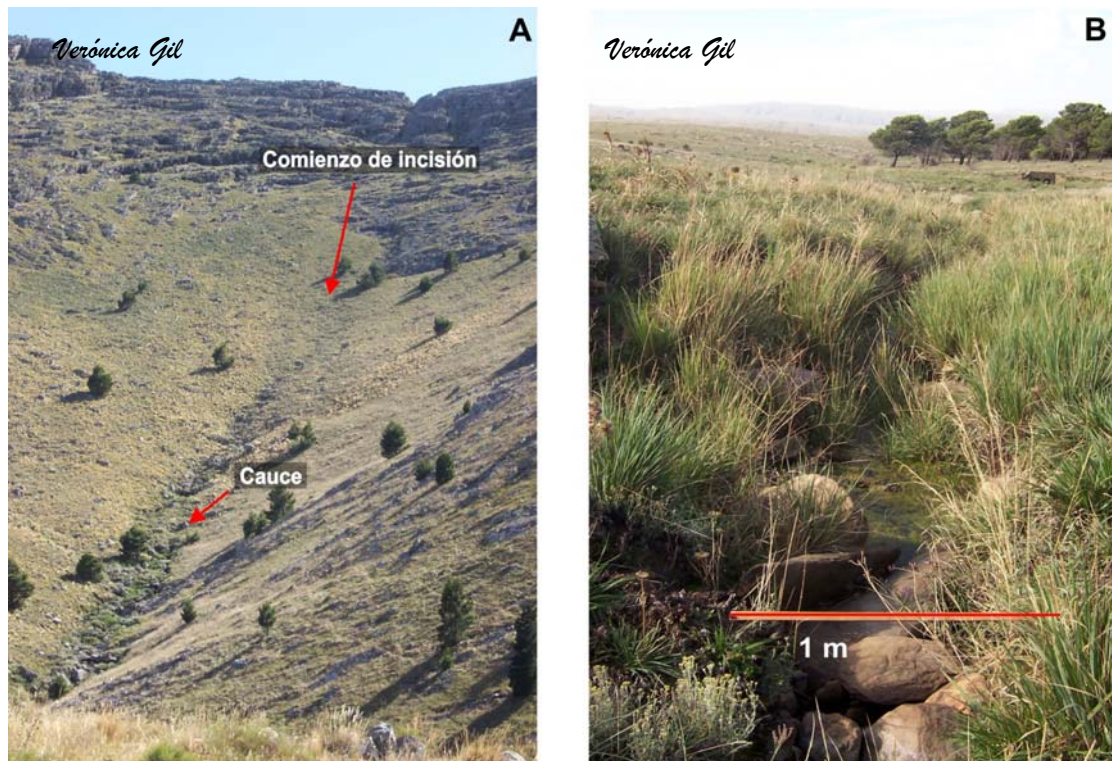 Verónica Gil
A
Comienzo de incisión
Cauce
Verónica Gil
B
1 m